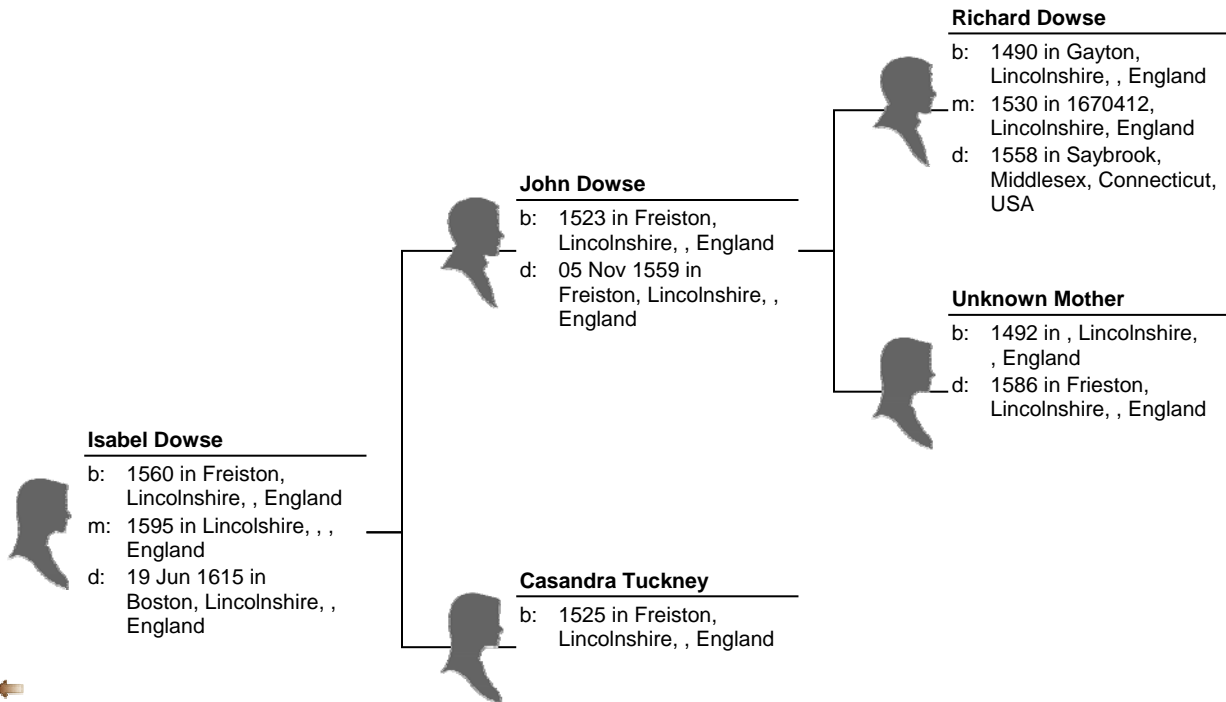 Richard Dowse
b: 1490 in Gayton,
Lincolnshire, , England
m: 1530 in 1670412,
Lincolnshire, England
d: 1558 in Saybrook,
Middlesex, Connecticut,
USA
John Dowse
b: 1523 in Freiston,
Lincolnshire, , England
d: 05 Nov 1559 in
Freiston, Lincolnshire, ,
England
Unknown Mother
b: 1492 in , Lincolnshire,
, England
d: 1586 in Frieston,
Lincolnshire, , England
Isabel Dowse
b: 1560 in Freiston,
Lincolnshire, , England
m: 1595 in Lincolshire, , ,
England
d: 19 Jun 1615 in
Boston, Lincolnshire, ,
England
Casandra Tuckney
b: 1525 in Freiston,
Lincolnshire, , England